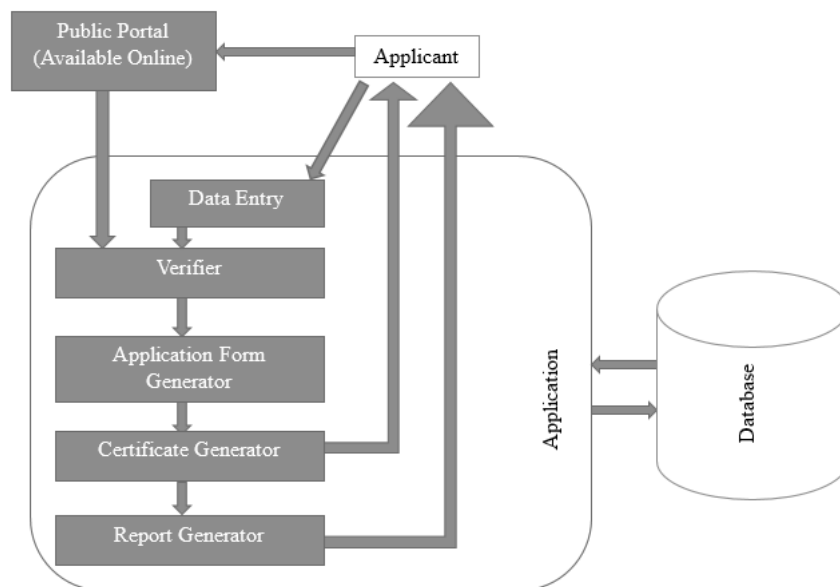 Public Portal
(Available Online)
Applicant
Data Entry
Verifier
Application Form
Generator
Certificate Generator
Report Generator
Application
Database